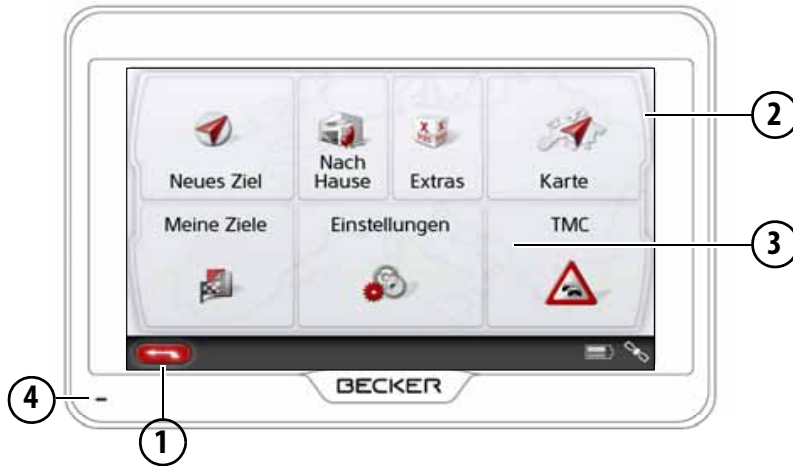 Neues Ziel
Nach
Hause
Extras
Karte
Meine Ziele
Einstellungen
TMC
BECKER
1
2
3
4